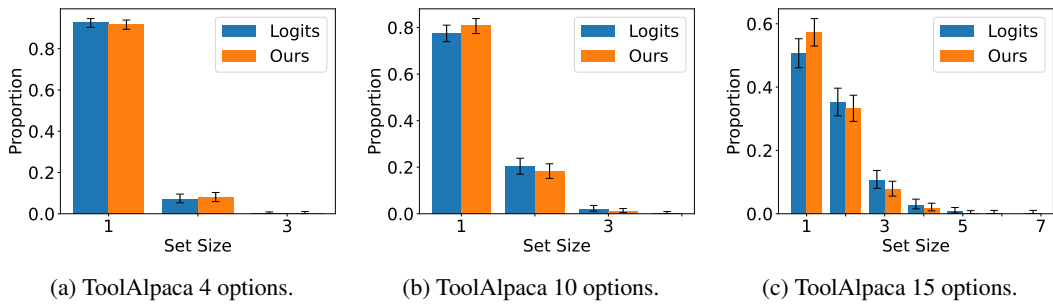 Proportion
0.8
0.6
0.4
0.2
0.0
1
3
Set Size
Logits
Ours
(a) ToolAlpaca 4 options.
Proportion
0.8
0.6
0.4
0.2
0.0
1
3
Set Size
Logits
Ours
(b) ToolAlpaca 10 options.
Proportion
0.6
0.4
0.2
0.0
1
3
5
7
Set Size
Logits
Ours
(c) ToolAlpaca 15 options.